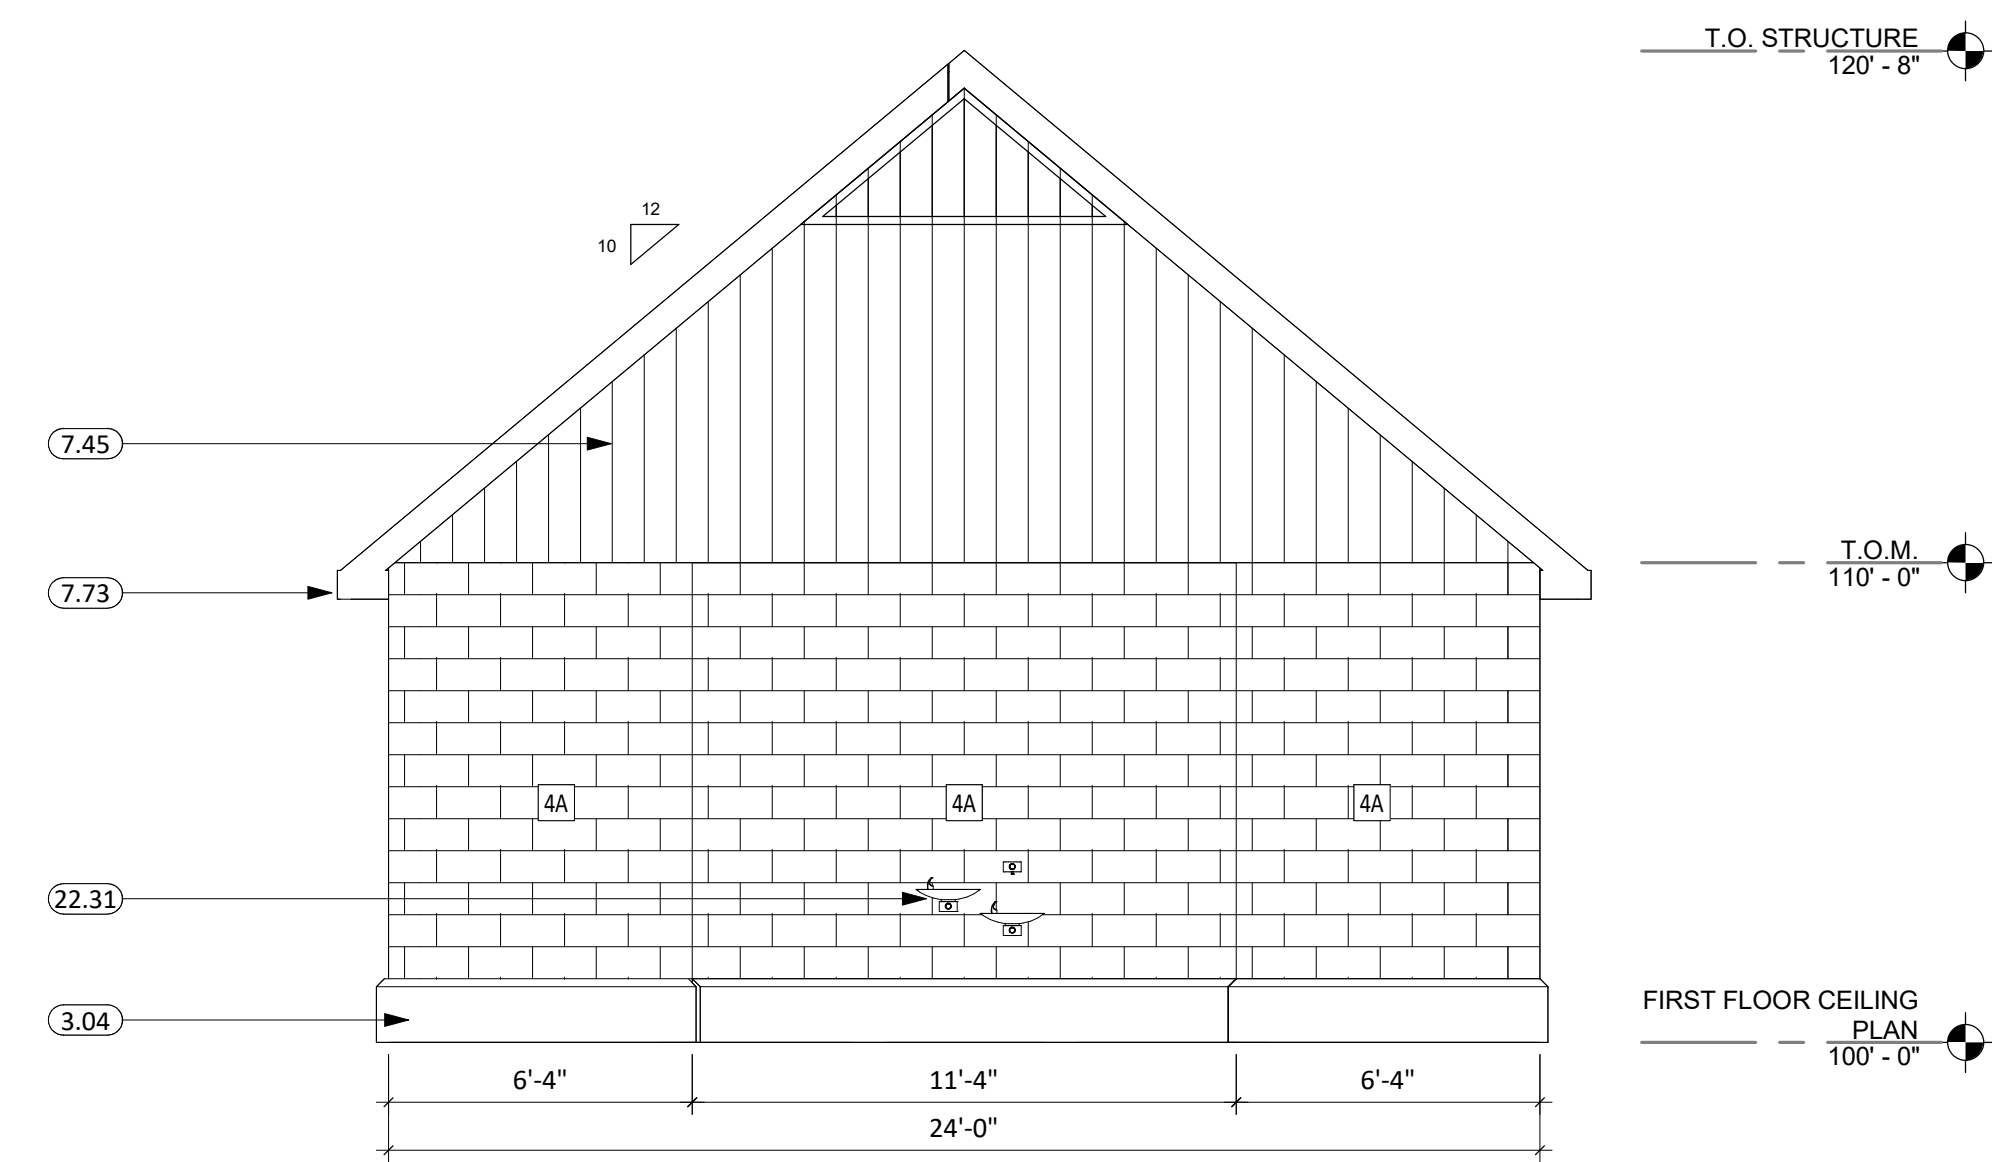 T.O. STRUCTURE
120' - 8"
12
10
7.45
T.O.M.
110' - 0"
7.73
4A
4A
4A
22.31
FIRST FLOOR CEILING
PLAN
100' - 0"
3.04
6'-4"
11'-4"
6'-4"
24'-0"